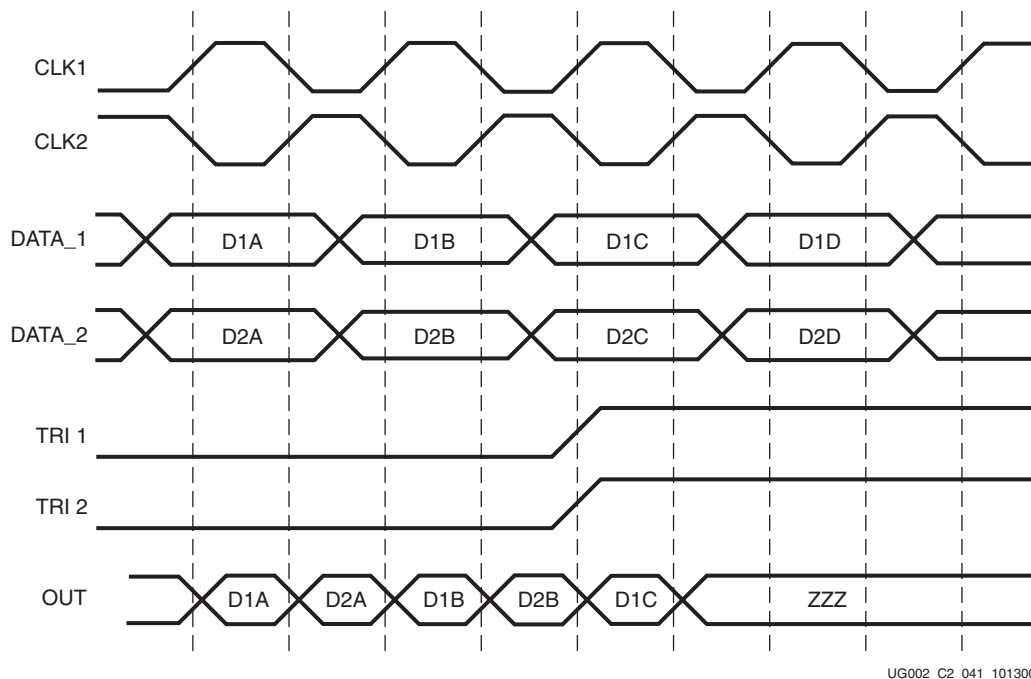 CLK1
CLK2
DATA_1 D1A D1B D1C D1D
DATA_2 D2A D2B D2C D2D
TRI 1
TRI 2
OUT D1A D2A D1B D2B D1C ZZZ
UG002_C2_041_101300